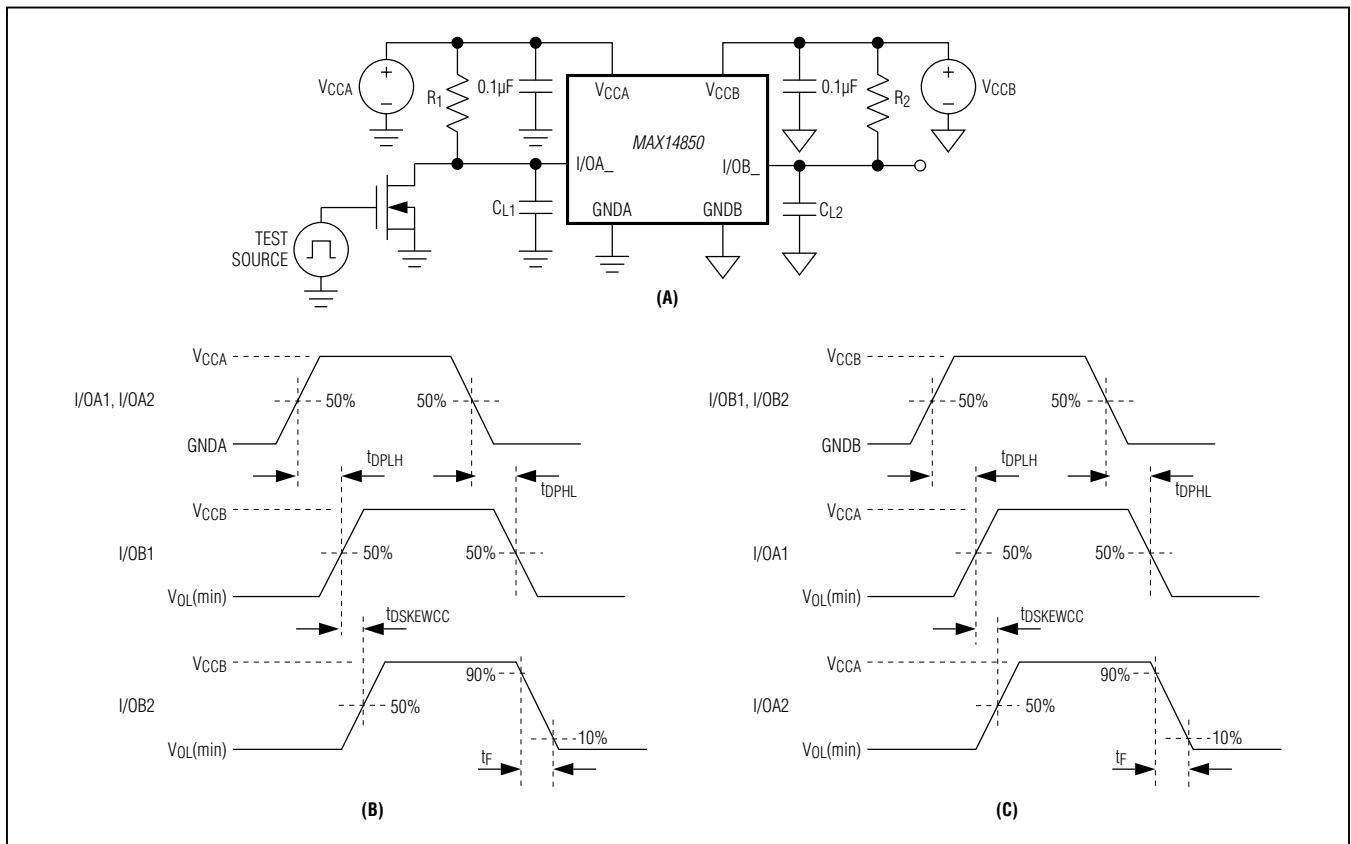 VCCA
R1
0.1µF
VCCA
VCCB
0.1µF
R2
VCCB
MAX14850
I/OA_
I/OB_
CL1
GNDA
GNDB
CL2
TEST
SOURCE
(A)
VCCA
I/OA1, I/OA2
50%
50%
GNDA
tDPLH
tDPHL
VCCB
I/OB1
50%
50%
VOL(min)
tDSKEWCC
VCCB
90%
I/OB2
50%
10%
VOL(min)
tF
(B)
VCCB
I/OB1, I/OB2
50%
50%
GNDB
tDPLH
tDPHL
VCCA
I/OA1
50%
50%
VOL(min)
tDSKEWCC
VCCA
90%
I/OA2
50%
10%
VOL(min)
tF
(C)